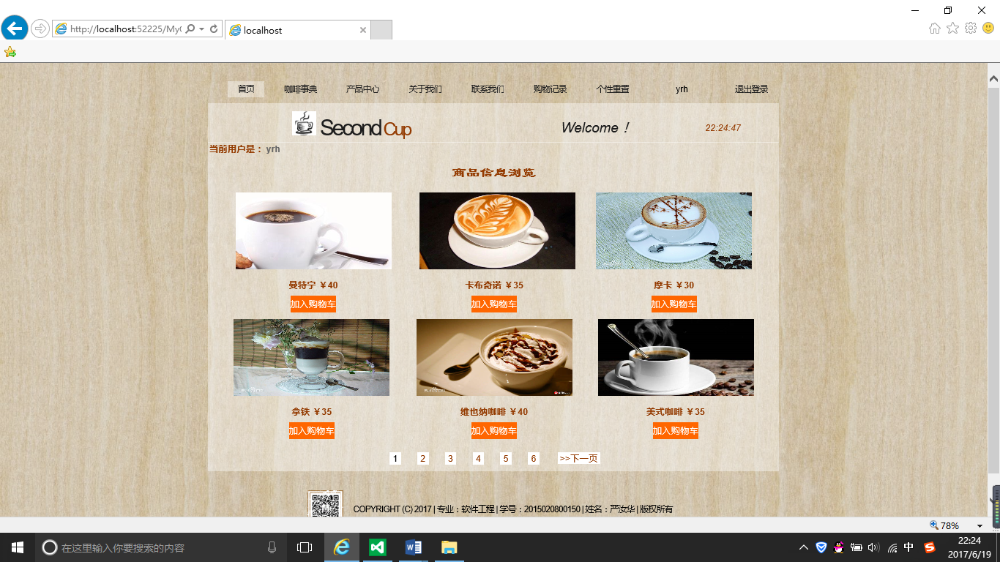 http://localhost:52225/My
localhost
首页 咖啡事典 产品中心 关于我们 联系我们 购物记录 个性重置 yrh 退出登录
Second Cup Welcome！ 22:24:47
当前用户是： yrh
商品信息浏览
曼特宁 ￥40 卡布奇诺 ￥35 摩卡 ￥30
加入购物车 加入购物车 加入购物车
拿铁 ￥35 维也纳咖啡 ￥40 美式咖啡 ￥35
加入购物车 加入购物车 加入购物车
1 2 3 4 5 6 >>下一页
COPYRIGHT (C) 2017 | 专业：软件工程 | 学号：2015020800150 | 姓名：严汝华 | 版权所有
78%
在这里输入你要搜索的内容
中
22:24
2017/6/19